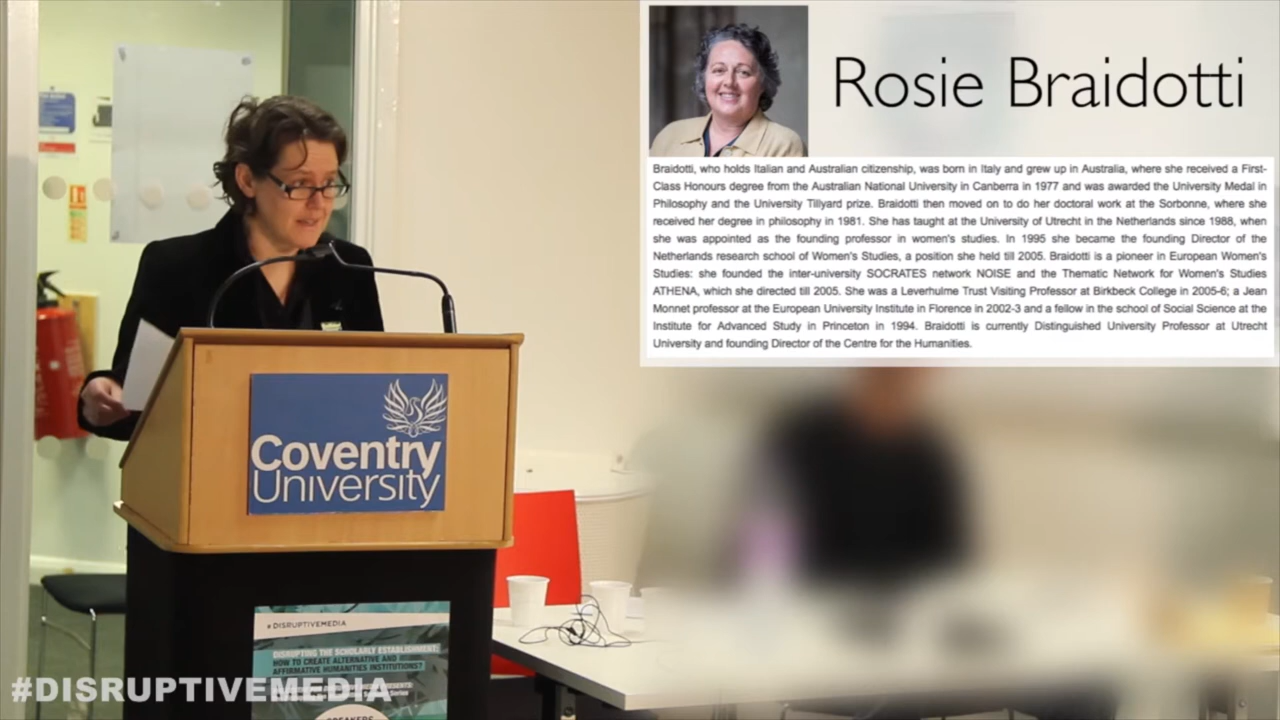 Rosie Braidotti
Braidotti, who holds Italian and Australian citizenship, was born in Italy and grew up in Australia, where she received a First-
Class Honours degree from the Australian National University in Canberra in 1977 and was awarded the University Medal in
Philosophy and the University Tillyard prize. Braidotti then moved on to do her doctoral work at the Sorbonne, where she
received her degree in philosophy in 1981. She has taught at the University of Utrecht in the Netherlands since 1988, when
she was appointed as the founding professor in women's studies. In 1995 she became the founding Director of the
Netherlands research school of Women's Studies, a position she held till 2005. Braidotti is a pioneer in European Women's
Studies: she founded the inter-university SOCRATES network NOISE and the Thematic Network for Women's Studies
ATHENA, which she directed till 2005. She was a Leverhulme Trust Visiting Professor at Birkbeck College in 2005-6; a Jean
Monnet professor at the European University Institute in Florence in 2002-3 and a fellow in the school of Social Science at the
Institute for Advanced Study in Princeton in 1994. Braidotti is currently Distinguished University Professor at Utrecht
University and founding Director of the Centre for the Humanities.
Coventry
University
#DISRUPTIVEMEDIA
DISRUPTING THE SCHOLARLY ESTABLISHMENT:
HOW TO CREATE ALTERNATIVE AND
AFFIRMATIVE HUMANITIES INSTITUTIONS?
Series
SPEAKERS
#DISRUPTIVEMEDIA